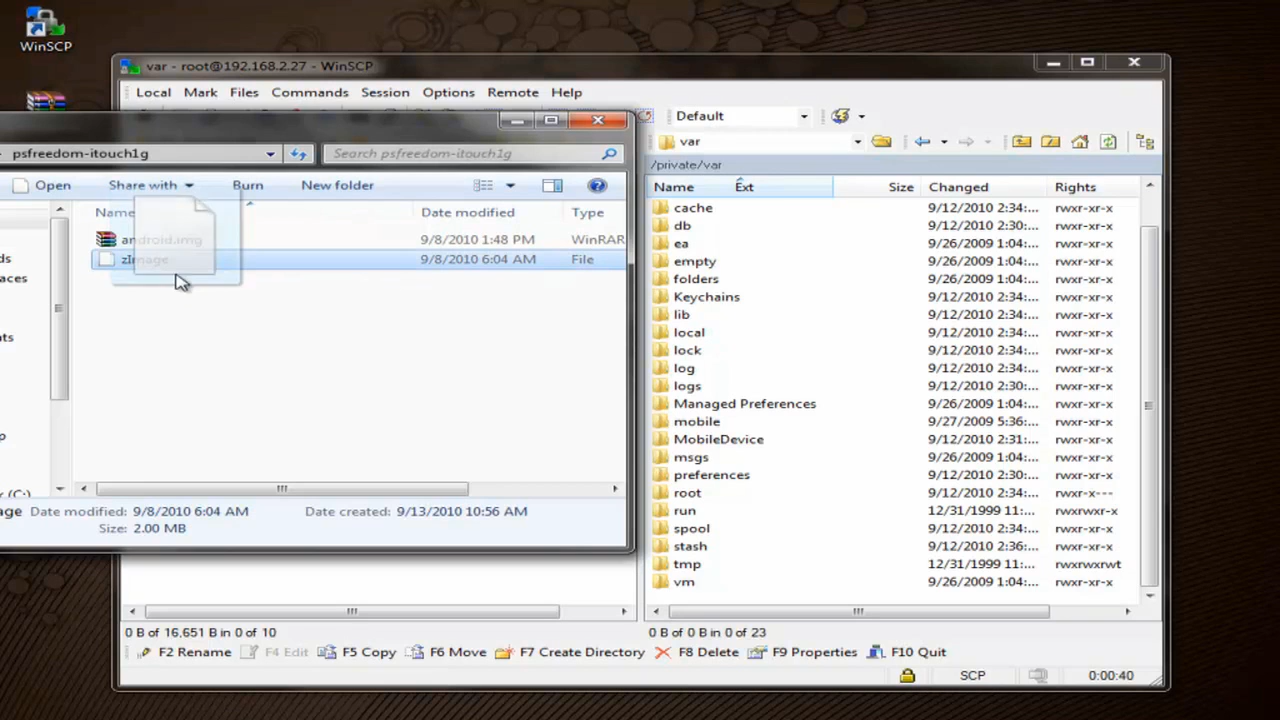 WinSCP
var - root@192.168.2.27 - WinSCP
Local Mark Files Commands Session Options Remote Help
Default
psfreedom-itouch1g Search psfreedom-itouch1g
var
/private/var
Open Share with Burn New folder
Name Date modified Type
android.img 9/8/2010 1:48 PM WinRAR
zImage 9/8/2010 6:04 AM File
Name Ext Size Changed Rights
cache 9/12/2010 2:34:... rwxr-xr-x
db 9/12/2010 2:30:... rwxr-xr-x
ea 9/26/2009 1:04:... rwxr-xr-x
empty 9/26/2009 1:04:... rwxr-xr-x
folders 9/26/2009 1:04:... rwxr-xr-x
Keychains 9/12/2010 2:34:... rwxr-xr-x
lib 9/12/2010 2:34:... rwxr-xr-x
local 9/12/2010 2:34:... rwxr-xr-x
lock 9/12/2010 2:34:... rwxr-xr-x
log 9/12/2010 2:34:... rwxr-xr-x
logs 9/12/2010 2:30:... rwxr-xr-x
Managed Preferences 9/26/2009 1:04:... rwxr-xr-x
mobile 9/27/2009 5:36:... rwxr-xr-x
MobileDevice 9/12/2010 2:31:... rwxr-xr-x
msgs 9/26/2009 1:04:... rwxr-xr-x
preferences 9/12/2010 2:30:... rwxr-xr-x
root 9/12/2010 2:34:... rwxr-x---
run 12/31/1999 11:... rwxrwxr-x
spool 9/12/2010 2:34:... rwxr-xr-x
stash 9/12/2010 2:36:... rwxr-xr-x
tmp 12/31/1999 11:... rwxrwxrwt
vm 9/26/2009 1:04:... rwxr-xr-x
(C:)
age Date modified: 9/8/2010 6:04 AM Date created: 9/13/2010 10:56 AM
Size: 2.00 MB
0 B of 16,651 B in 0 of 10
0 B of 0 B in 0 of 23
F2 Rename F4 Edit F5 Copy F6 Move F7 Create Directory F8 Delete F9 Properties F10 Quit
SCP 0:00:40